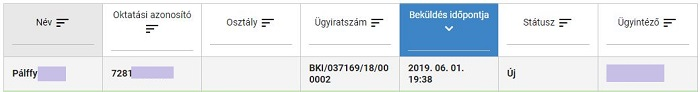 Név
Oktatási azonosító
Osztály
Ügyiratszám
Beküldés időpontja
Státusz
Ügyintéző
Pálffy
7281
BKI/037169/18/00
0002
2019. 06. 01.
19:38
Új